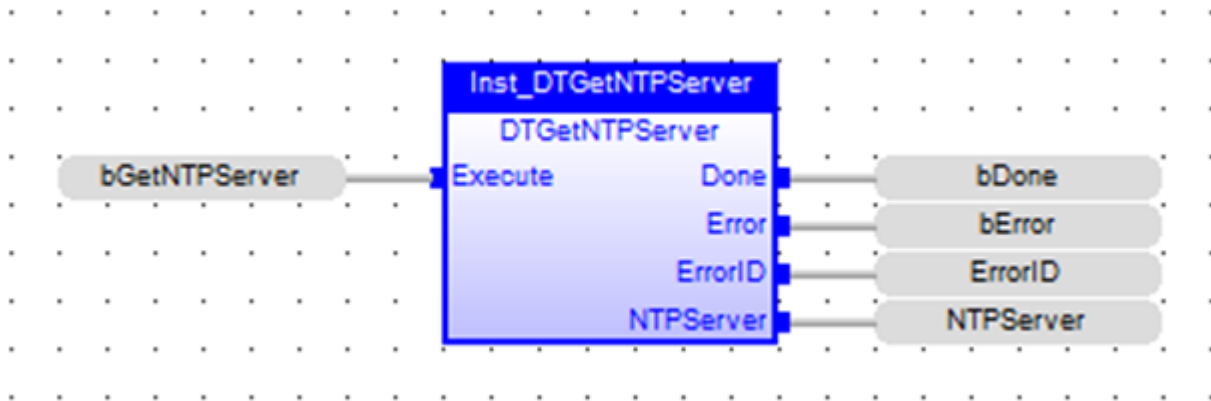 Inst_DTGetNTPServer
DTGetNTPServer
bGetNTPServer Execute Done bDone
Error bError
ErrorID ErrorID
NTPServer NTPServer